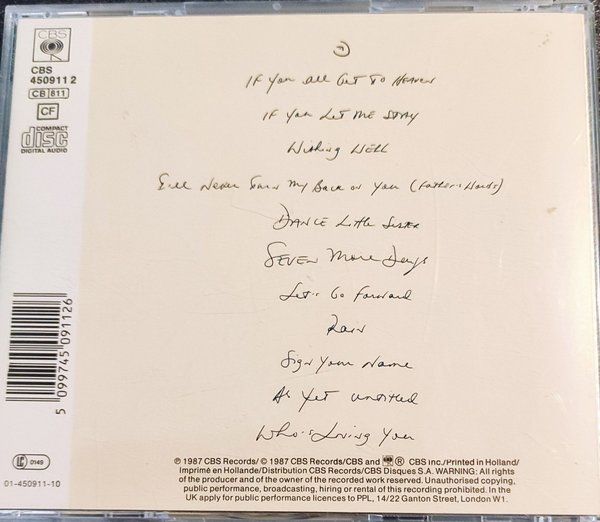 CBS
CBS
450911 2
CB 811
CF
COMPACT
disc
DIGITAL AUDIO
If You All Get To Heaven
If You Let Me Stay
Wishing Well
I'll Never Turn My Back on You (Father's Words)
Dance Little Sister
Seven More Days
Let's Go Forward
Rain
Sign Your Name
As Yet Untitled
Who's Loving You
5 099745 091126
LC 0149
01-450911-10
℗ 1987 CBS Records/ © 1987 CBS Records/CBS and ® CBS Inc./Printed in Holland/
Imprimé en Hollande/Distribution CBS Records/CBS Disques S.A. WARNING: All rights
of the producer and of the owner of the recorded work reserved. Unauthorised copying,
public performance, broadcasting, hiring or rental of this recording prohibited. In the
UK apply for public performance licences to PPL, 14/22 Ganton Street, London W1.